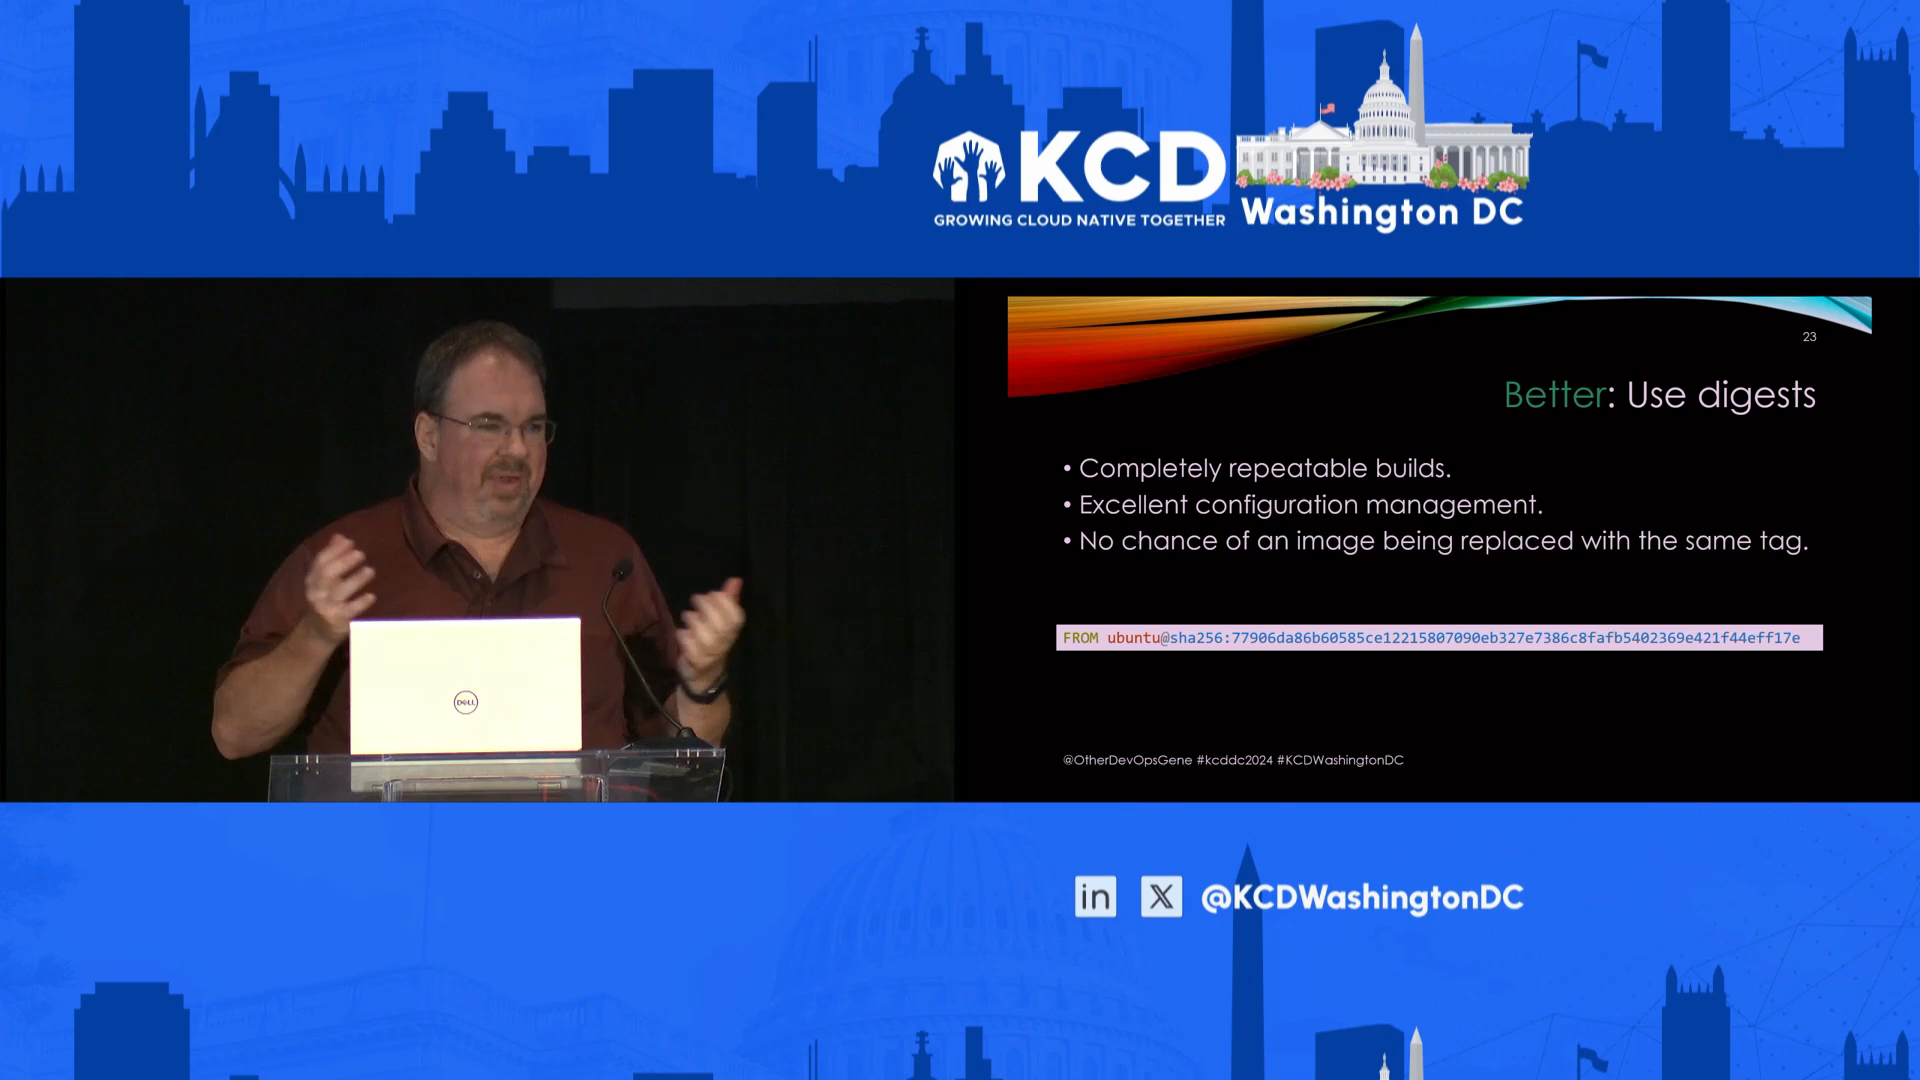 KCD
GROWING CLOUD NATIVE TOGETHER
Washington DC
23
Better: Use digests
• Completely repeatable builds.
• Excellent configuration management.
• No chance of an image being replaced with the same tag.
FROM ubuntu@sha256:77906da86b60585ce12215807090eb327e7386c8fafb5402369e421f44eff17e
@OtherDevOpsGene #kcddc2024 #KCDWashingtonDC
DELL
in X @KCDWashingtonDC